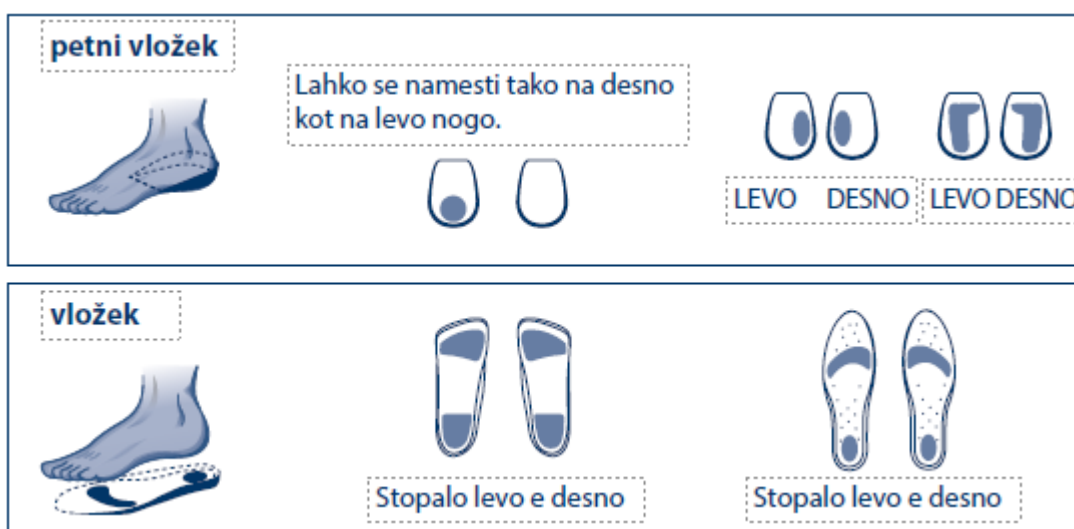 petni vložek
Lahko se namesti tako na desno
kot na levo nogo.
LEVO DESNO
LEVO DESNO
vložek
Stopalo levo e desno
Stopalo levo e desno